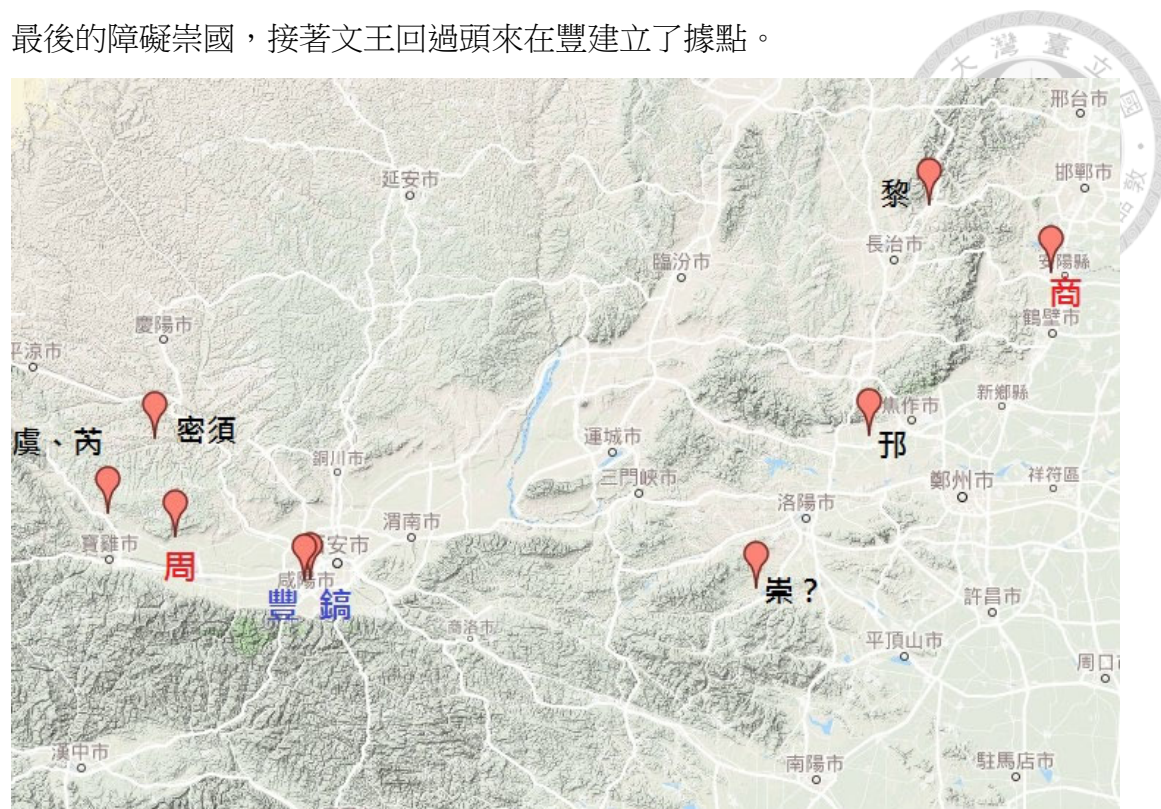 最後的障礙崇國，接著文王回過頭來在豐建立了據點。
邢台市
邯鄲市
黎
延安市
長治市
臨汾市
安陽縣
商
鶴壁市
慶陽市
平涼市
新鄉縣
焦作市
密須
虞、芮
邘
運城市
銅川市
三門峽市
鄭州市
祥符區
洛陽市
渭南市
寶雞市
西安市
周
咸陽市
崇？
豐 鎬
許昌市
商洛市
平頂山市
周口
漢中市
南陽市
駐馬店市